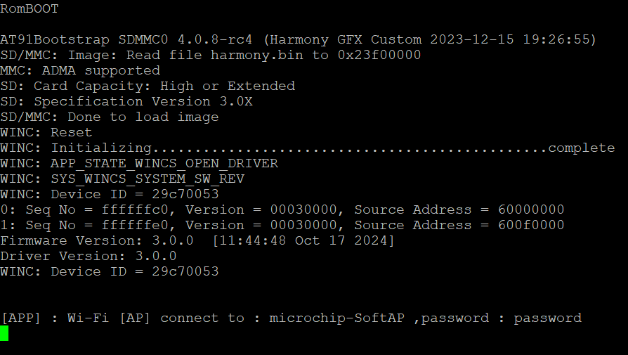 RomBOOT
AT91Bootstrap SDMMC0 4.0.8-rc4 (Harmony GFX Custom 2023-12-15 19:26:55)
SD/MMC: Image: Read file harmony.bin to 0x23f00000
MMC: ADMA supported
SD: Card Capacity: High or Extended
SD: Specification Version 3.0X
SD/MMC: Done to load image
WINC: Reset
WINC: Initializing...............................................complete
WINC: APP_STATE_WINCS_OPEN_DRIVER
WINC: SYS_WINCS_SYSTEM_SW_REV
WINC: Device ID = 29c70053
0: Seq No = ffffffc0, Version = 00030000, Source Address = 60000000
1: Seq No = ffffffe0, Version = 00030000, Source Address = 600f0000
Firmware Version: 3.0.0  [11:44:48 Oct 17 2024]
Driver Version: 3.0.0
WINC: Device ID = 29c70053
[APP] : Wi-Fi [AP] connect to : microchip-SoftAP ,password : password